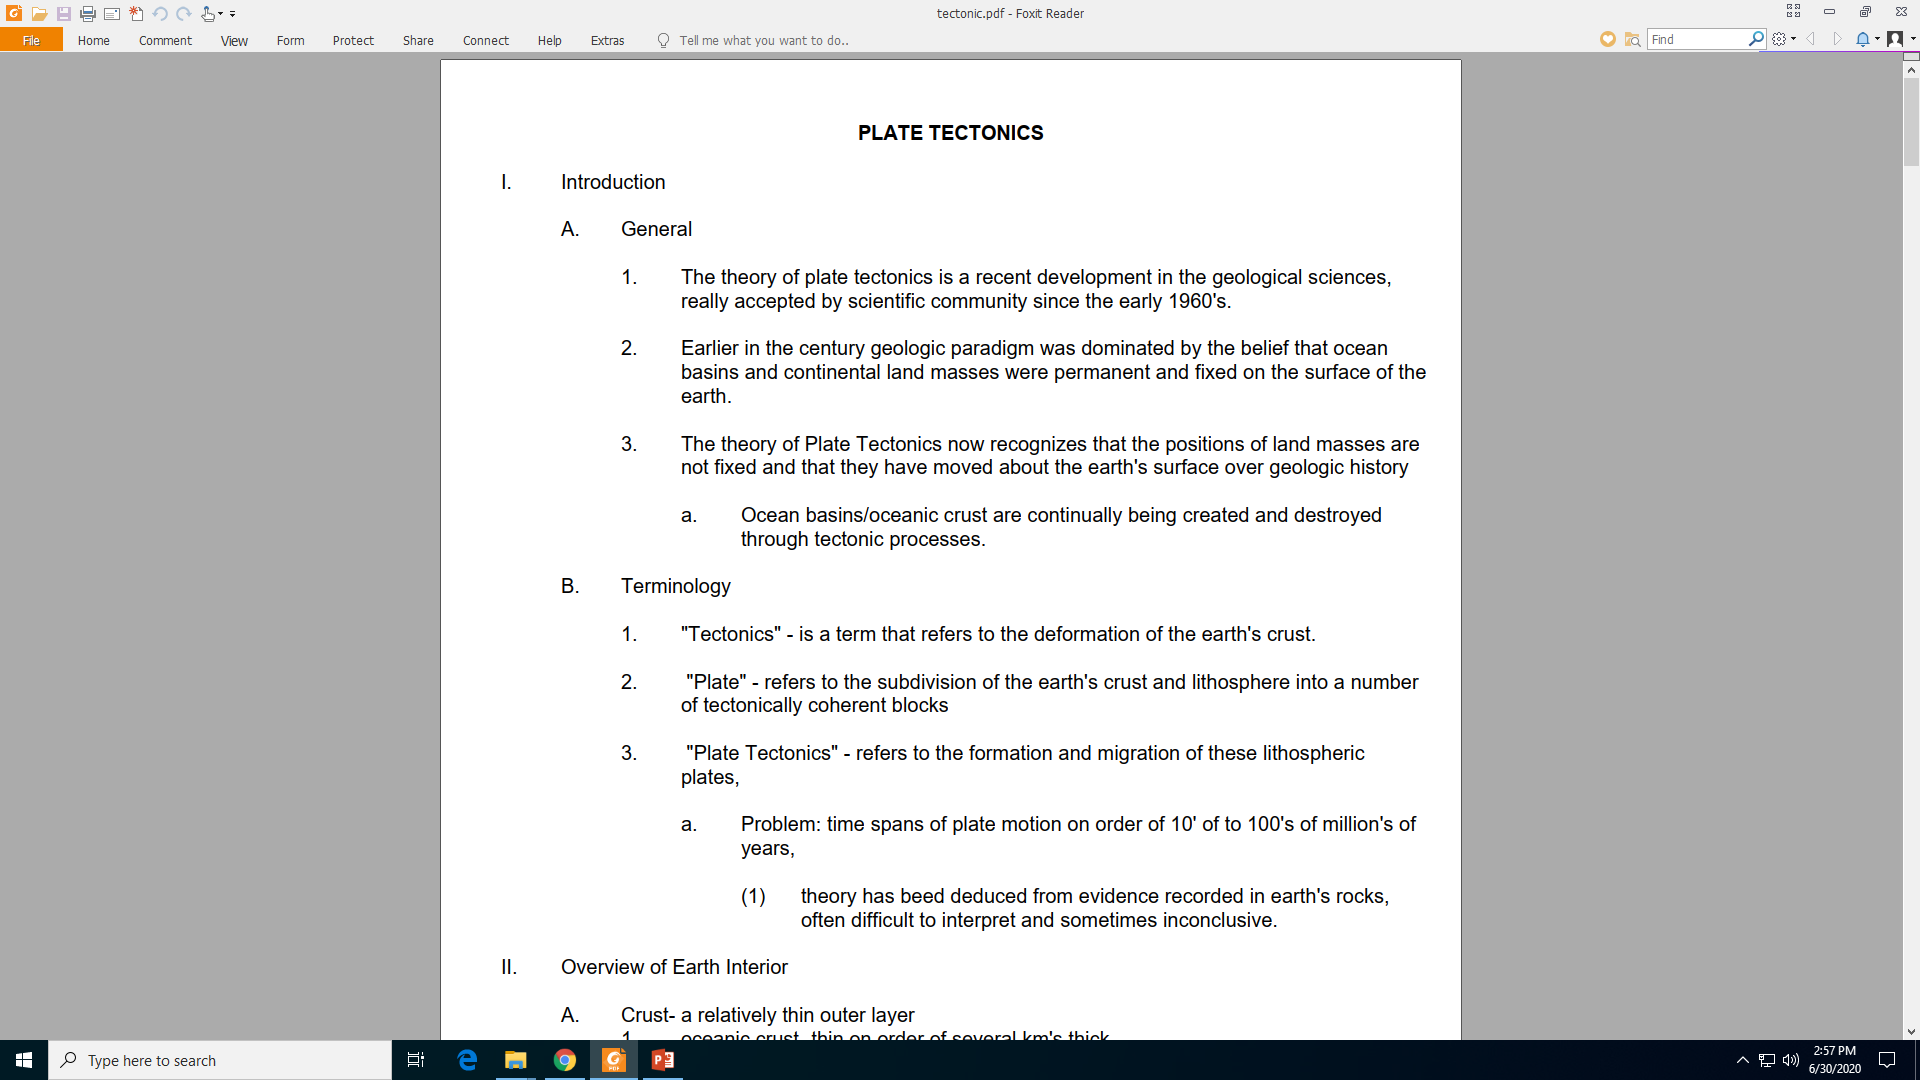 tectonic.pdf - Foxit Reader
File Home Comment View Form Protect Share Connect Help Extras Tell me what you want to do.. Find
PLATE TECTONICS
I. Introduction
A. General
1. The theory of plate tectonics is a recent development in the geological sciences,
really accepted by scientific community since the early 1960's.
2. Earlier in the century geologic paradigm was dominated by the belief that ocean
basins and continental land masses were permanent and fixed on the surface of the
earth.
3. The theory of Plate Tectonics now recognizes that the positions of land masses are
not fixed and that they have moved about the earth's surface over geologic history
a. Ocean basins/oceanic crust are continually being created and destroyed
through tectonic processes.
B. Terminology
1. "Tectonics" - is a term that refers to the deformation of the earth's crust.
2. "Plate" - refers to the subdivision of the earth's crust and lithosphere into a number
of tectonically coherent blocks
3. "Plate Tectonics" - refers to the formation and migration of these lithospheric
plates,
a. Problem: time spans of plate motion on order of 10' of to 100's of million's of
years,
(1) theory has beed deduced from evidence recorded in earth's rocks,
often difficult to interpret and sometimes inconclusive.
II. Overview of Earth Interior
A. Crust- a relatively thin outer layer
1. oceanic crust- thin on order of several km's thick
Type here to search
2:57 PM
6/30/2020